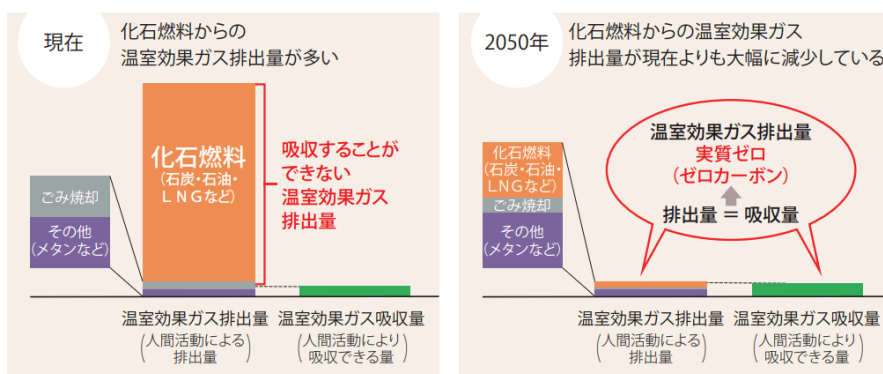 現在
化石燃料からの
温室効果ガス排出量が多い
化石燃料
(石炭・石油・
LNGなど)
吸収することが
できない
温室効果ガス
排出量
ごみ焼却
その他
(メタンなど)
温室効果ガス排出量
(人間活動による
排出量)
温室効果ガス吸収量
(人間活動により
吸収できる量)
2050年
化石燃料からの温室効果ガス
排出量が現在よりも大幅に減少している
化石燃料
(石炭・石油・
LNGなど)
ごみ焼却
その他
(メタンなど)
温室効果ガス排出量
実質ゼロ
(ゼロカーボン)
排出量 = 吸収量
温室効果ガス排出量
(人間活動による
排出量)
温室効果ガス吸収量
(人間活動により
吸収できる量)